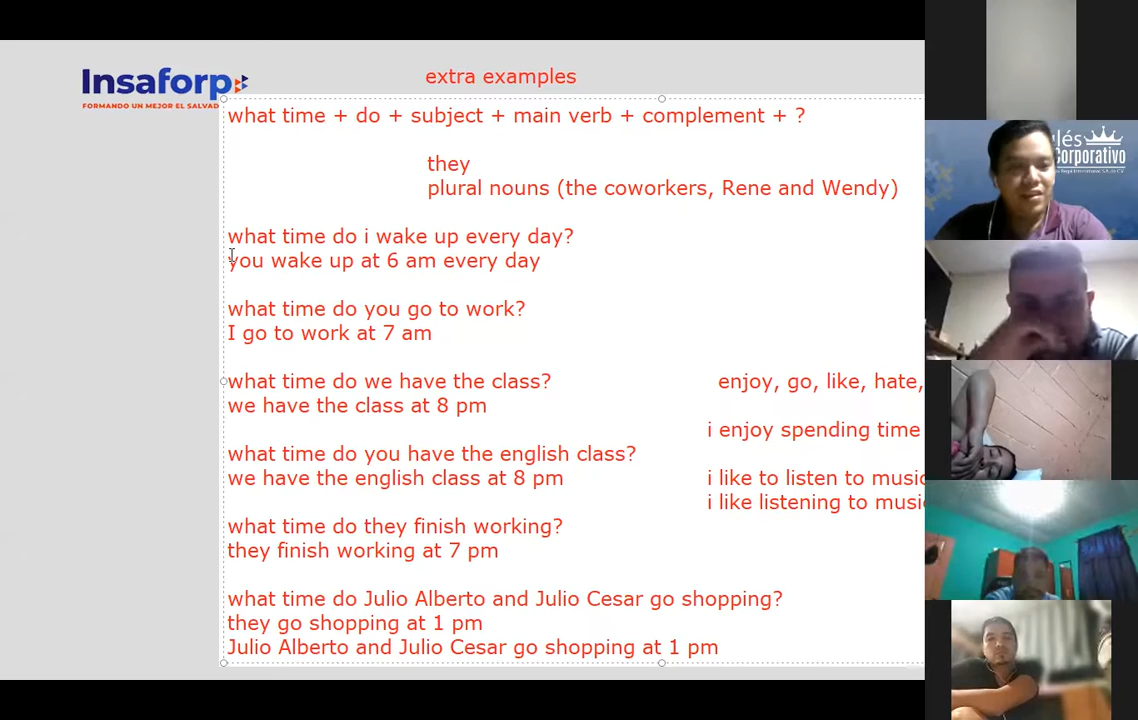 Insaforp
FORMANDO UN MEJOR EL SALVAD
extra examples
what time + do + subject + main verb + complement + ?
they
plural nouns (the coworkers, Rene and Wendy)
what time do i wake up every day?
you wake up at 6 am every day
what time do you go to work?
I go to work at 7 am
what time do we have the class?
we have the class at 8 pm
what time do you have the english class?
we have the english class at 8 pm
what time do they finish working?
they finish working at 7 pm
what time do Julio Alberto and Julio Cesar go shopping?
they go shopping at 1 pm
Julio Alberto and Julio Cesar go shopping at 1 pm
enjoy, go, like, hate,
i enjoy spending time
i like to listen to music
i like listening to music
lés
Corporativo